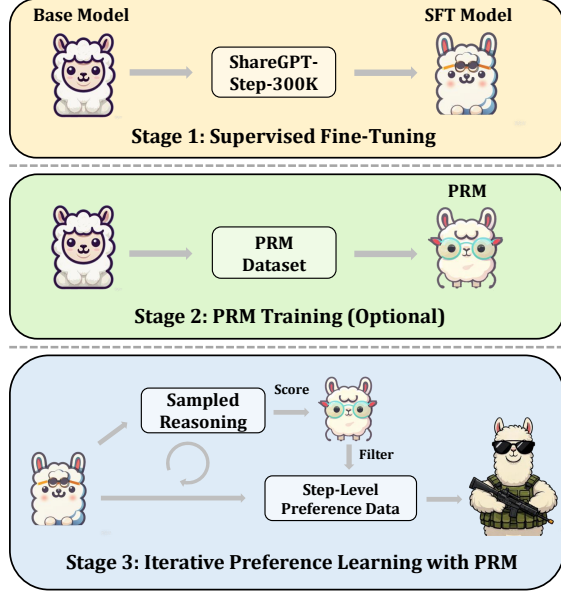 Base Model
SFT Model
ShareGPT-
Step-300K
Stage 1: Supervised Fine-Tuning
PRM
PRM
Dataset
Stage 2: PRM Training (Optional)
Sampled
Reasoning
Score
Filter
Step-Level
Preference Data
Stage 3: Iterative Preference Learning with PRM